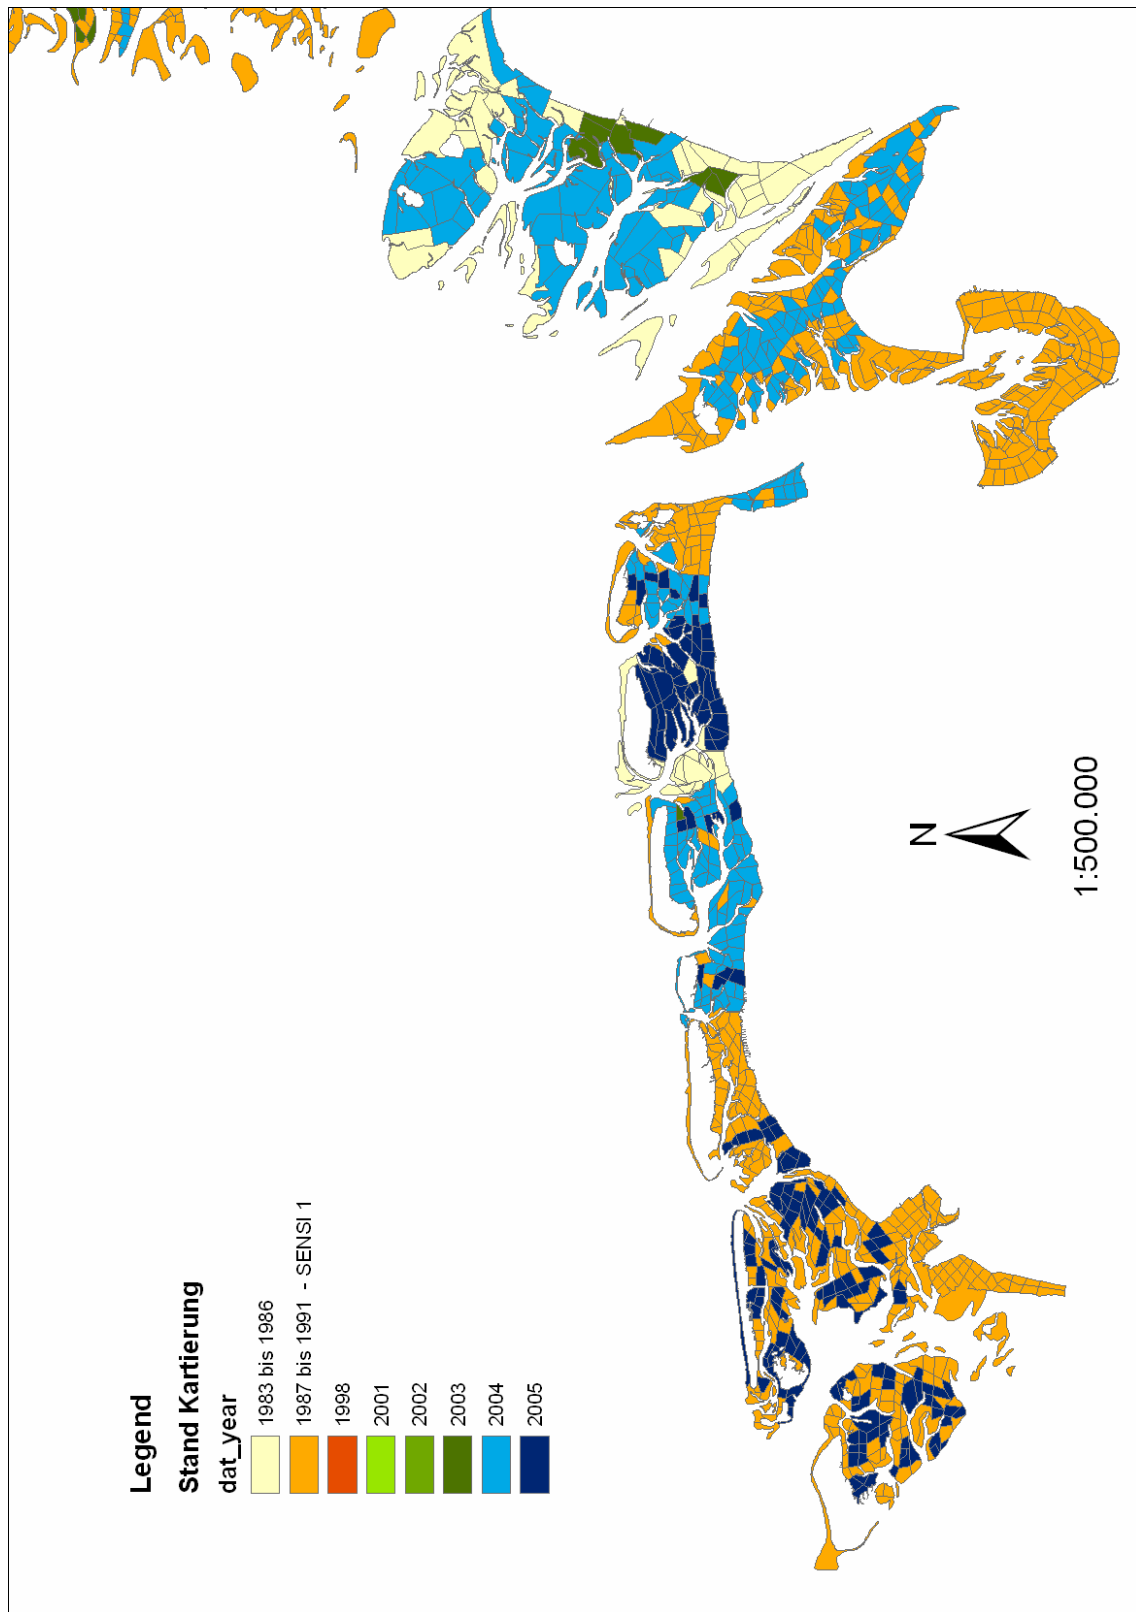 Legend
Stand Kartierung
dat_year
1983 bis 1986
1987 bis 1991 - SENSI 1
1998
2001
2002
2003
2004
2005
N
1:500.000